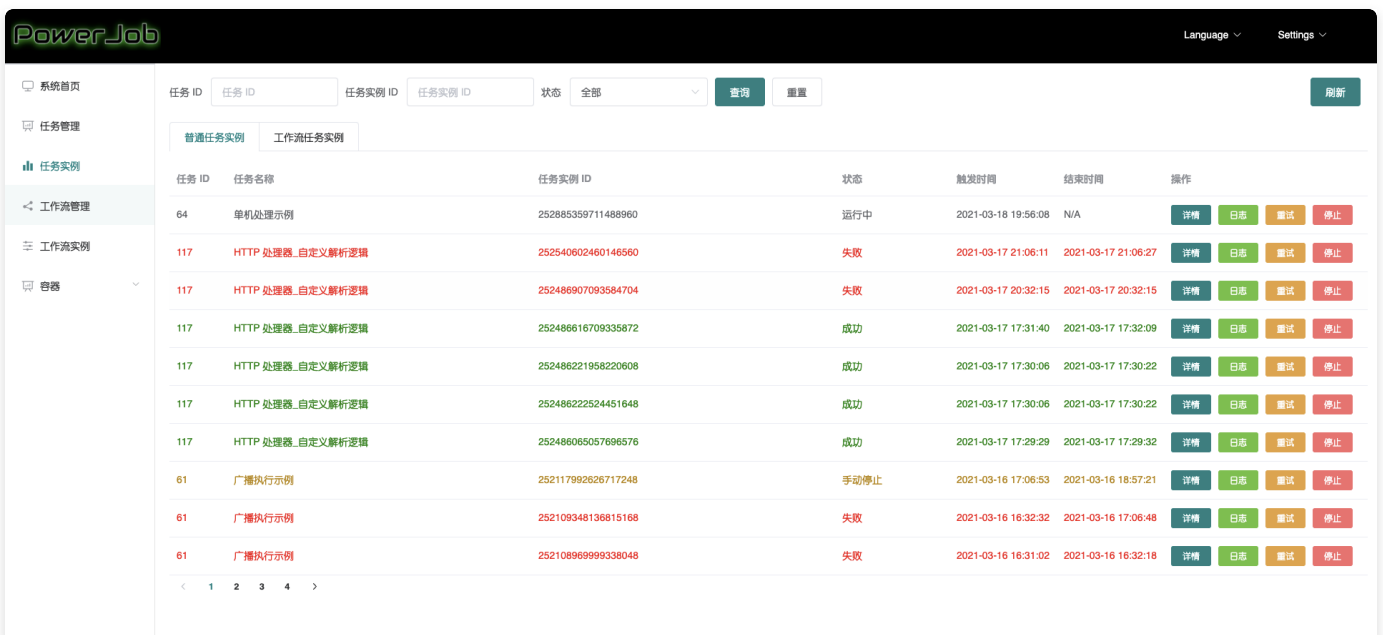 PowerJob
Language Settings
系统首页
任务管理
任务实例
工作流管理
工作流实例
容器
任务 ID 任务 ID 任务实例 ID 任务实例 ID 状态 全部 查询 重置 刷新
普通任务实例 工作流任务实例
任务 ID 任务名称 任务实例 ID 状态 触发时间 结束时间 操作
64 单机处理示例 252885359711488960 运行中 2021-03-18 19:56:08 N/A 详情 日志 重试 停止
117 HTTP 处理器_自定义解析逻辑 252540602460146560 失败 2021-03-17 21:06:11 2021-03-17 21:06:27 详情 日志 重试 停止
117 HTTP 处理器_自定义解析逻辑 252486907093584704 失败 2021-03-17 20:32:15 2021-03-17 20:32:15 详情 日志 重试 停止
117 HTTP 处理器_自定义解析逻辑 252486616709335872 成功 2021-03-17 17:31:40 2021-03-17 17:32:09 详情 日志 重试 停止
117 HTTP 处理器_自定义解析逻辑 252486221958220608 成功 2021-03-17 17:30:06 2021-03-17 17:30:22 详情 日志 重试 停止
117 HTTP 处理器_自定义解析逻辑 252486222524451648 成功 2021-03-17 17:30:06 2021-03-17 17:30:22 详情 日志 重试 停止
117 HTTP 处理器_自定义解析逻辑 252486065057696576 成功 2021-03-17 17:29:29 2021-03-17 17:29:32 详情 日志 重试 停止
61 广播执行示例 252117992626717248 手动停止 2021-03-16 17:06:53 2021-03-16 18:57:21 详情 日志 重试 停止
61 广播执行示例 252109348136815168 失败 2021-03-16 16:32:32 2021-03-16 17:06:48 详情 日志 重试 停止
61 广播执行示例 252108969999338048 失败 2021-03-16 16:31:02 2021-03-16 16:32:18 详情 日志 重试 停止
1 2 3 4